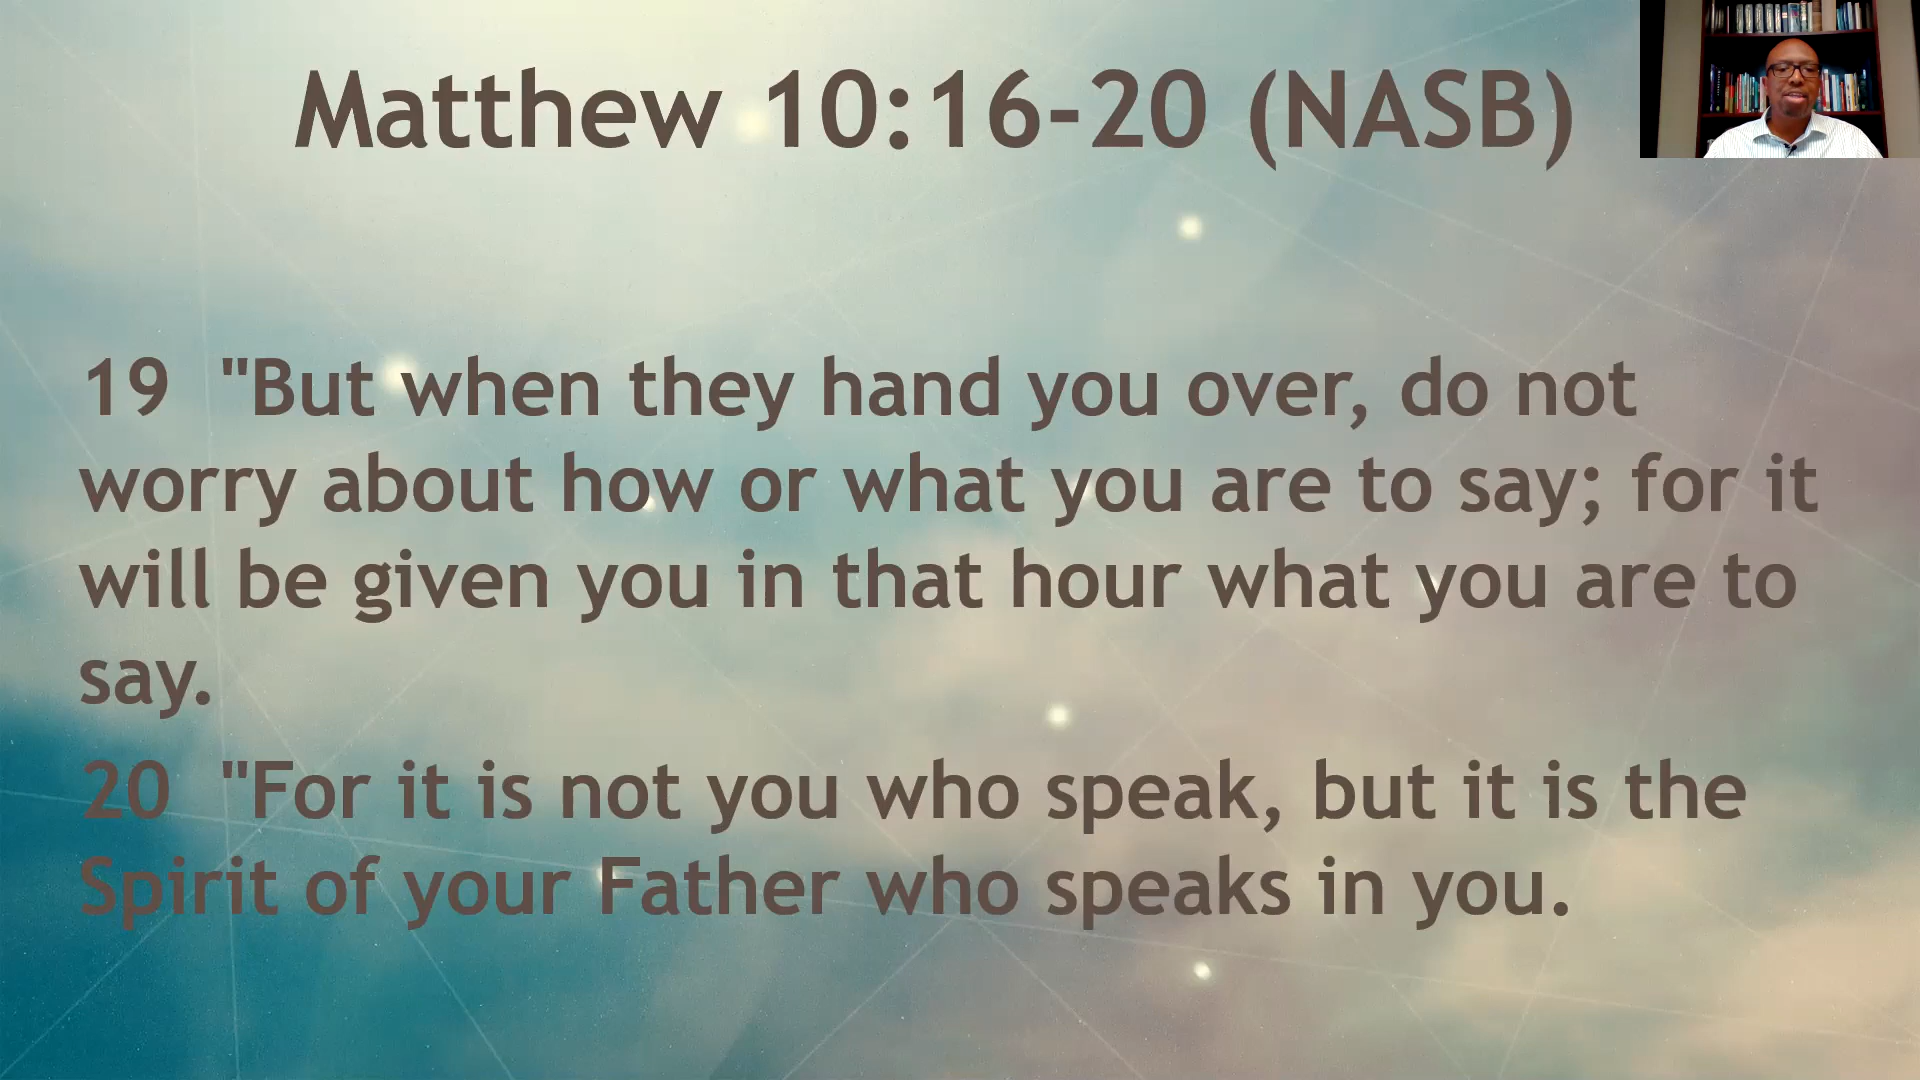 Matthew 10:16-20 (NASB)
19 "But when they hand you over, do not
worry about how or what you are to say; for it
will be given you in that hour what you are to
say.
20 "For it is not you who speak, but it is the
Spirit of your Father who speaks in you.